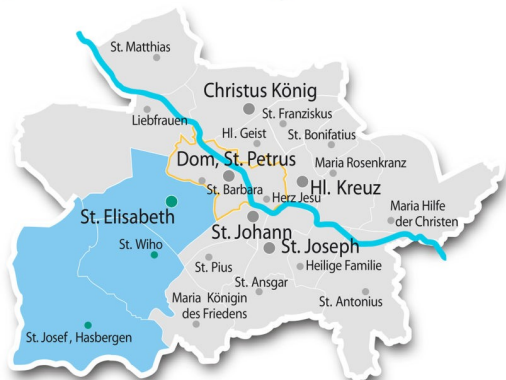 St. Matthias
Christus König
Liebfrauen
St. Franziskus
Hl. Geist
St. Bonifatius
Dom, St. Petrus
Maria Rosenkranz
St. Barbara
Hl. Kreuz
Herz Jesu
St. Elisabeth
Maria Hilfe
der Christen
St. Johann
St. Wiho
St. Joseph
St. Pius
Heilige Familie
St. Ansgar
Maria Königin
des Friedens
St. Antonius
St. Josef , Hasbergen